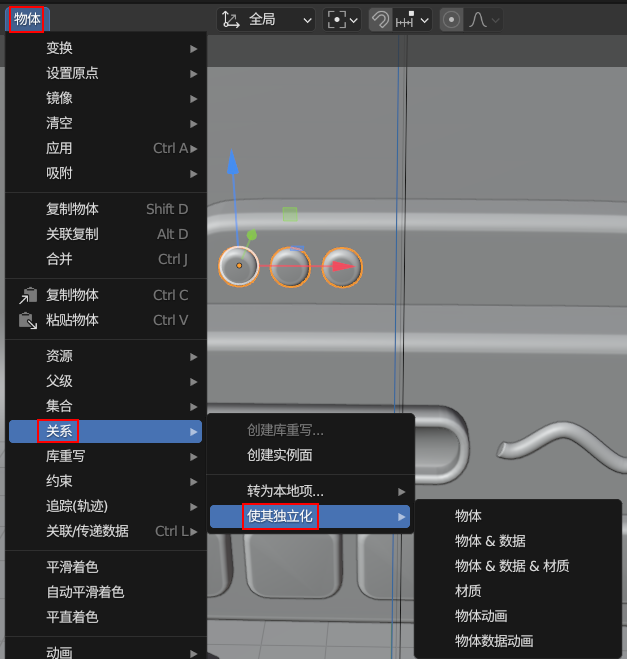 物体
全局
变换
设置原点
镜像
清空
应用 Ctrl A
吸附
复制物体 Shift D
关联复制 Alt D
合并 Ctrl J
复制物体 Ctrl C
粘贴物体 Ctrl V
资源
父级
集合
关系
库重写
约束
追踪(轨迹)
关联/传递数据 Ctrl L
平滑着色
自动平滑着色
平直着色
动画
创建库重写...
创建实例面
转为本地项...
使其独立化
物体
物体 & 数据
物体 & 数据 & 材质
材质
物体动画
物体数据动画